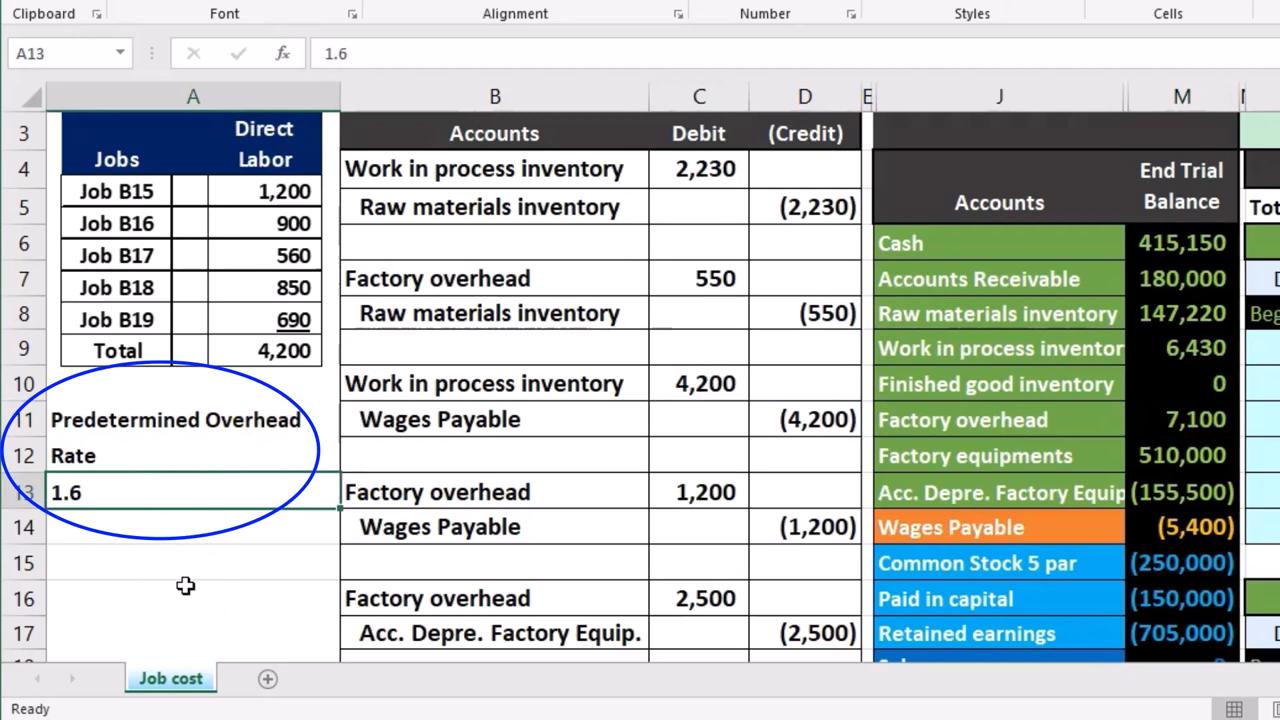 Clipboard Font Alignment Number Styles Cells
A13 fx 1.6
A B C D E J M
3 Direct Accounts Debit (Credit)
Jobs Labor End Trial
4 Work in process inventory 2,230 Accounts Balance
Job B15 1,200
5 Raw materials inventory (2,230) Tot
6 Job B16 900 Cash 415,150
7 Job B17 560 Factory overhead 550 Accounts Receivable 180,000
8 Job B18 850 Raw materials inventory (550) Raw materials inventory 147,220 Beg
9 Job B19 690 Work in process inventor 6,430
Total 4,200
10 Work in process inventory 4,200 Finished good inventory 0
11 Predetermined Overhead Wages Payable (4,200) Factory overhead 7,100
12 Rate Factory equipments 510,000
13 1.6 Factory overhead 1,200 Acc. Depre. Factory Equip (155,500)
14 Wages Payable (1,200) Wages Payable (5,400)
15 Common Stock 5 par (250,000)
16 Factory overhead 2,500 Paid in capital (150,000)
17 Acc. Depre. Factory Equip. (2,500) Retained earnings (705,000)
Job cost
Ready